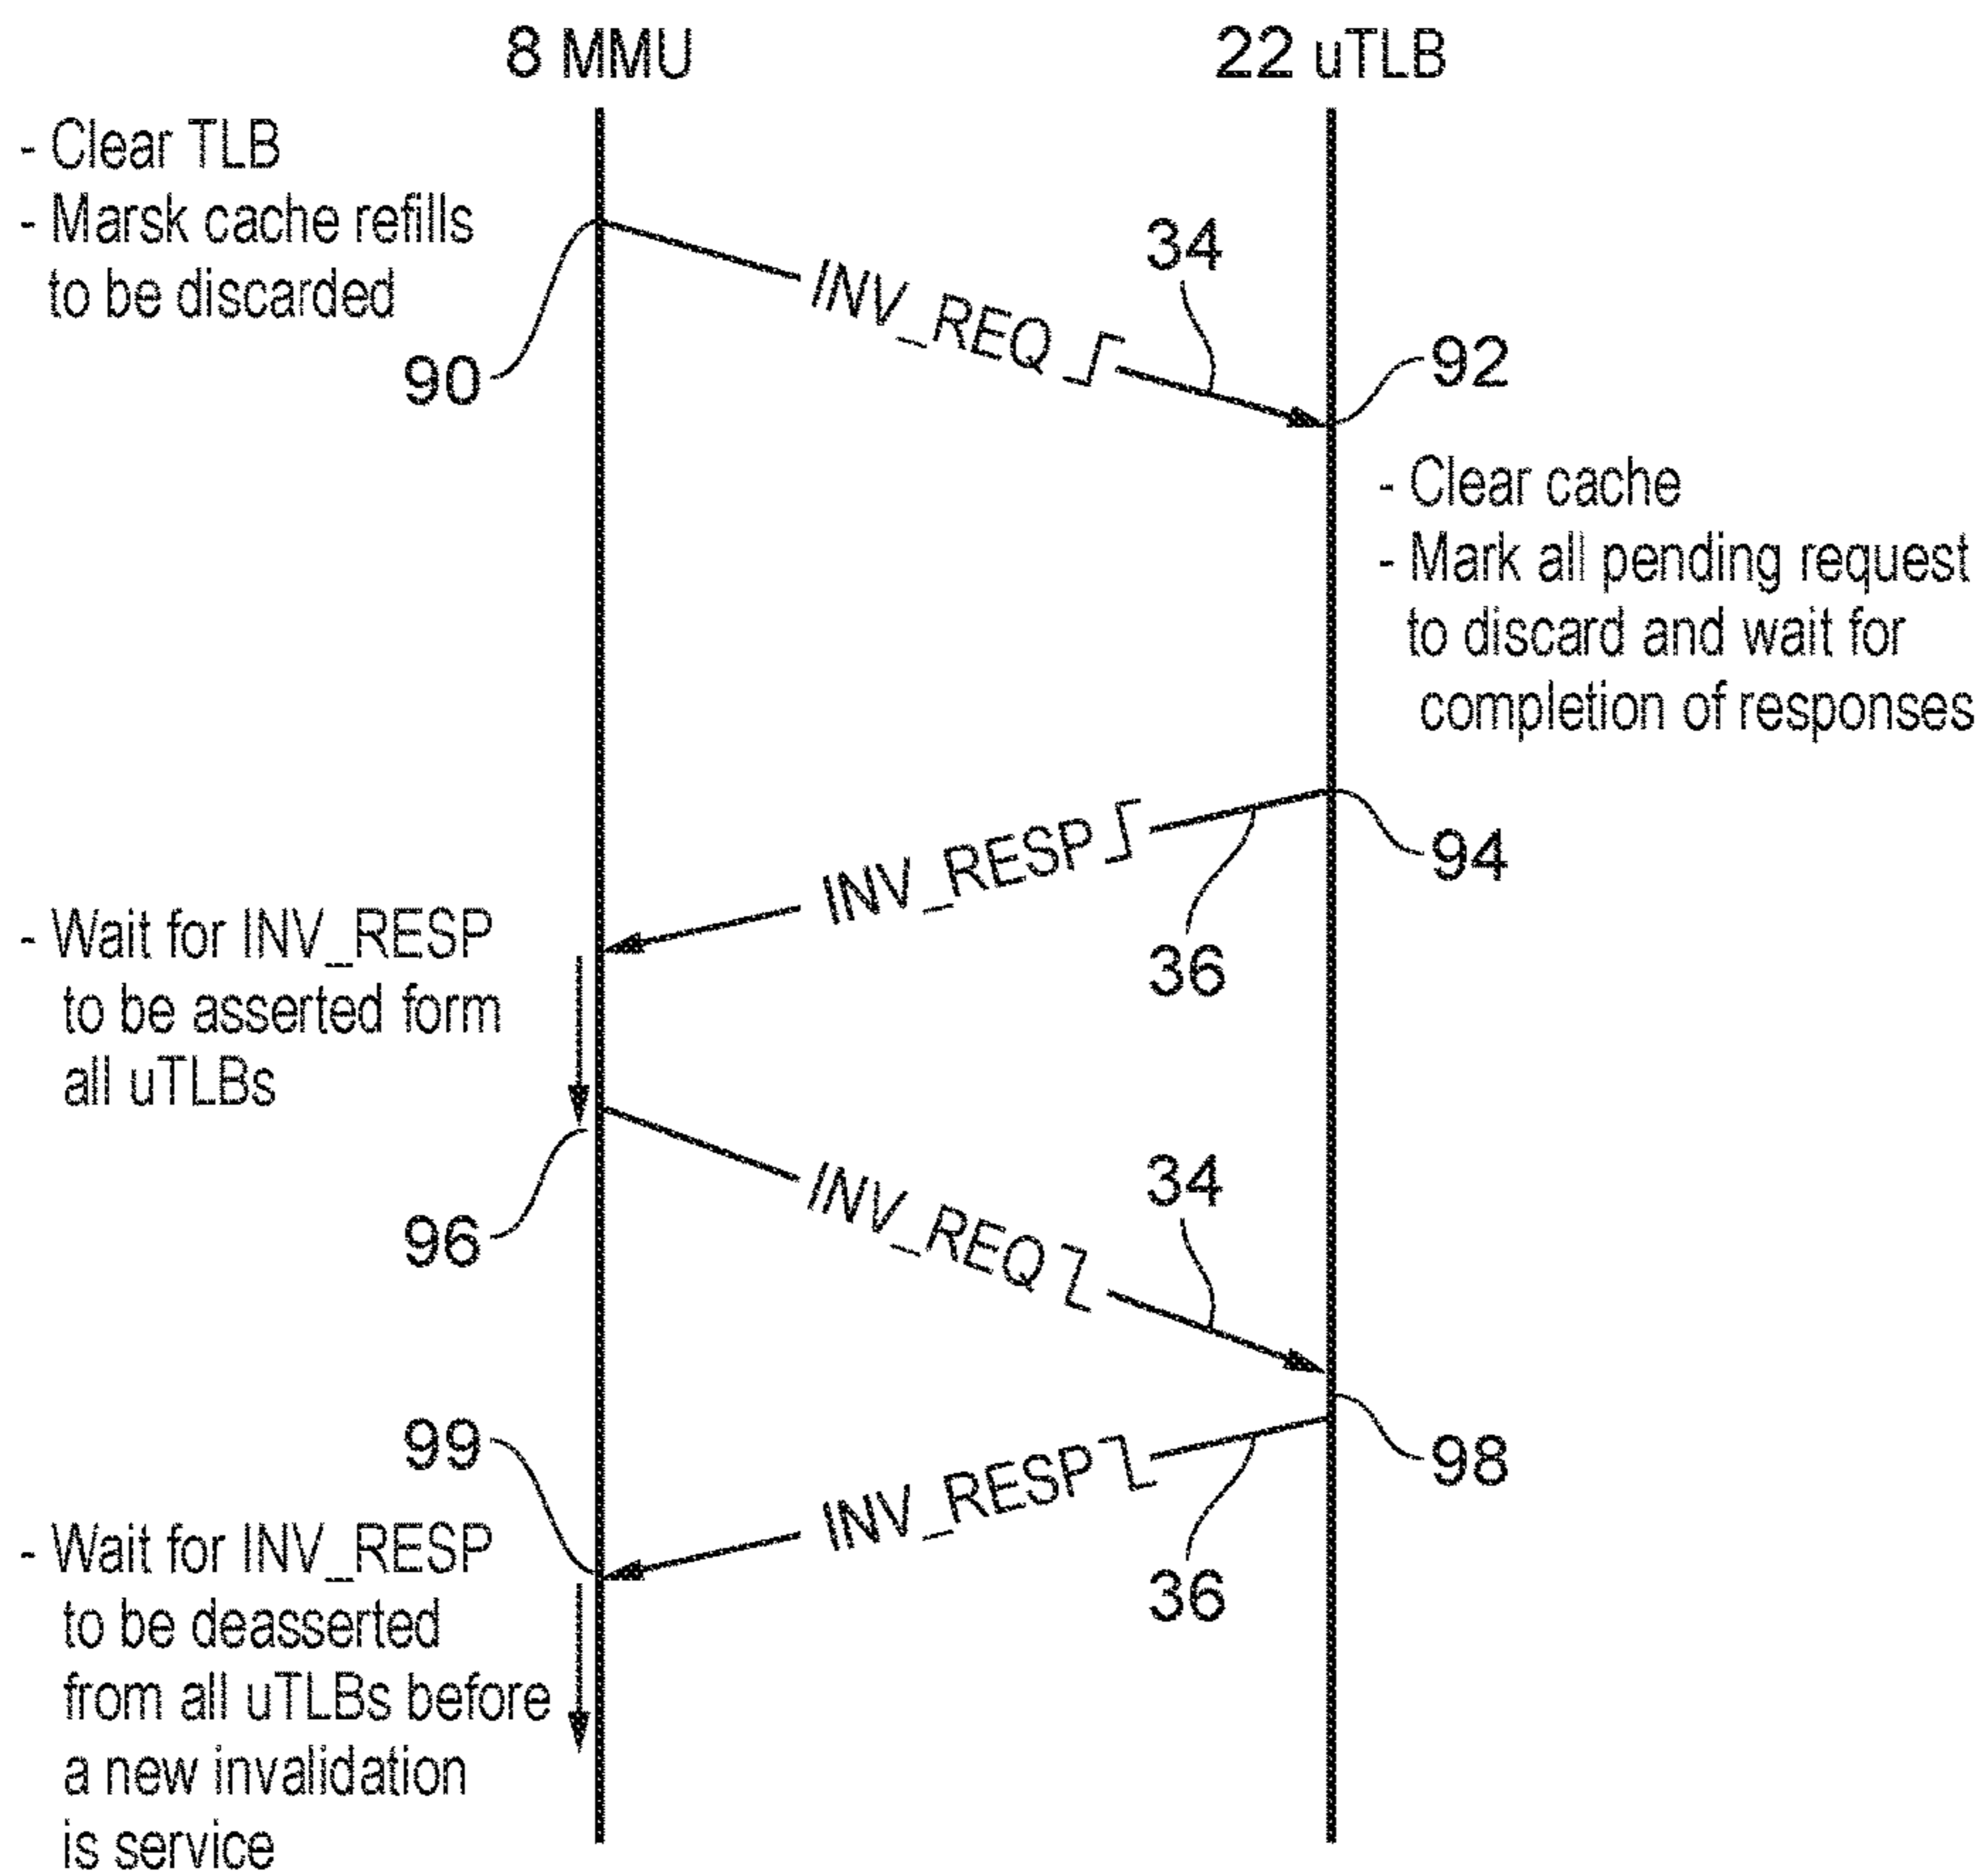 8 MMU
22 uTLB
- Clear TLB
- Marsk cache refills
to be discarded
90
INV_REQ
34
92
- Clear cache
- Mark all pending request
to discard and wait for
completion of responses
INV_RESP
36
94
- Wait for INV_RESP
to be asserted form
all uTLBs
96
INV_REQ
34
98
99
INV_RESP
36
- Wait for INV_RESP
to be deasserted
from all uTLBs before
a new invalidation
is service